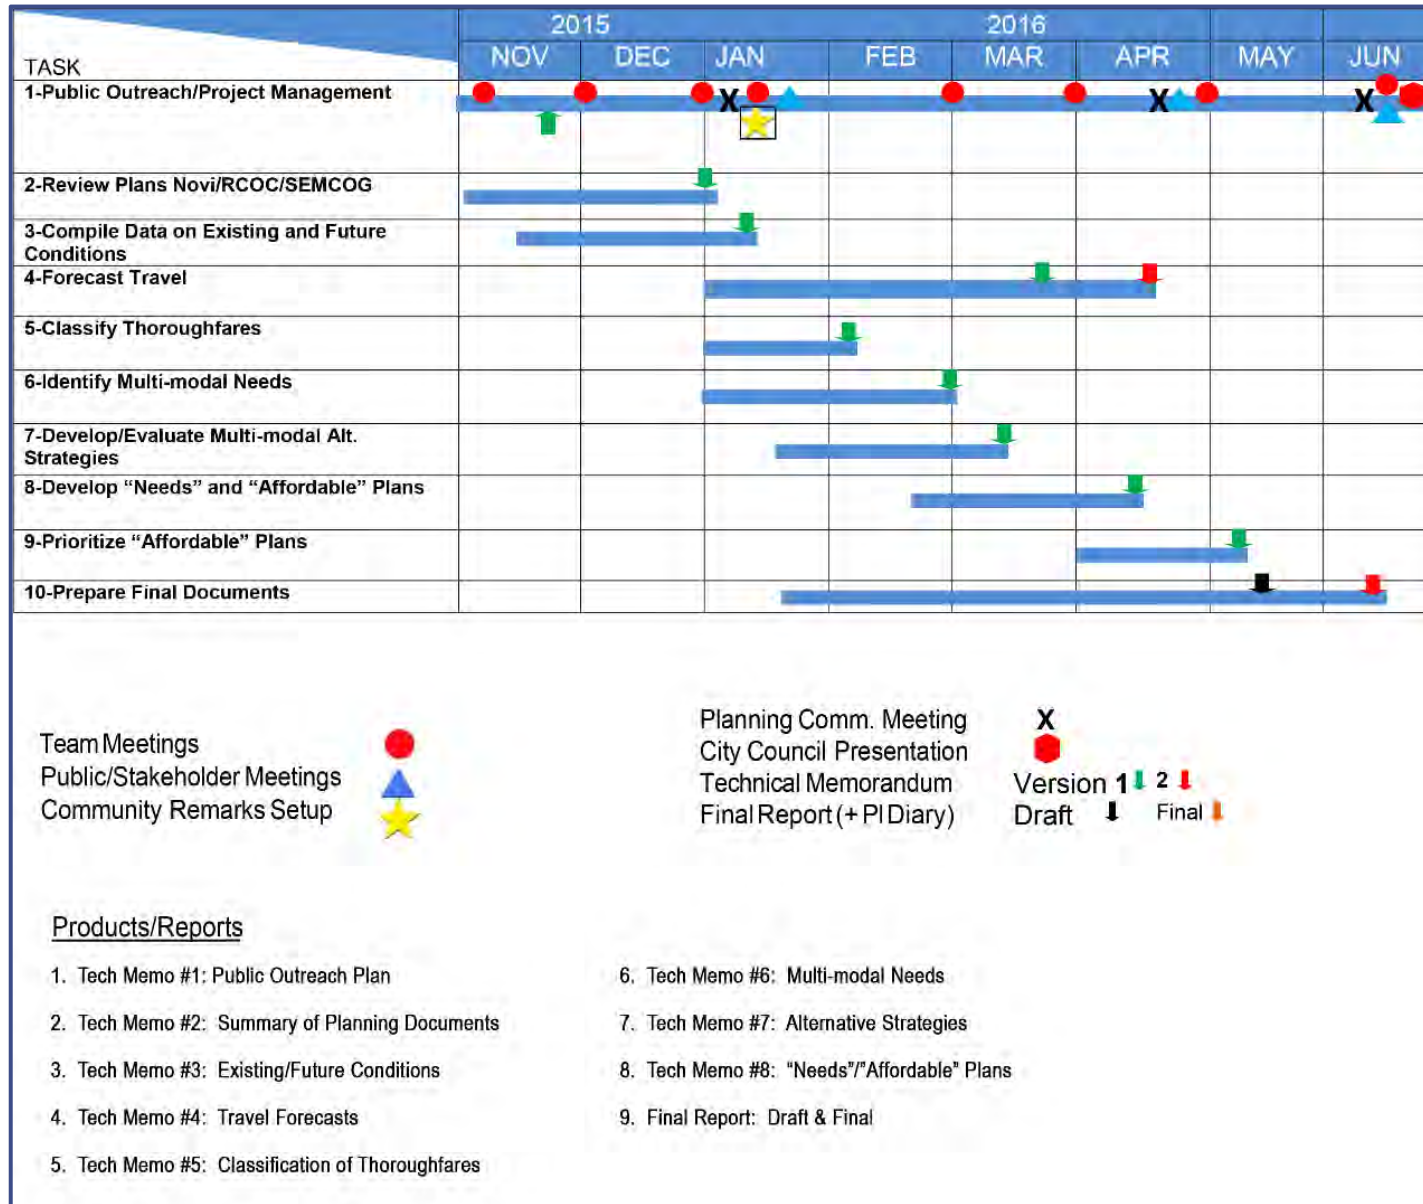 2015 2016
TASK NOV DEC JAN FEB MAR APR MAY JUN
1-Public Outreach/Project Management
X X X
2-Review Plans Novi/RCOC/SEMCOG
3-Compile Data on Existing and Future
Conditions
4-Forecast Travel
5-Classify Thoroughfares
6-Identify Multi-modal Needs
7-Develop/Evaluate Multi-modal Alt.
Strategies
8-Develop “Needs” and “Affordable” Plans
9-Prioritize “Affordable” Plans
10-Prepare Final Documents
Team Meetings
Public/Stakeholder Meetings
Community Remarks Setup
Planning Comm. Meeting X
City Council Presentation
Technical Memorandum Version 1 2
Final Report (+ PI Diary) Draft Final
Products/Reports
1. Tech Memo #1: Public Outreach Plan
2. Tech Memo #2: Summary of Planning Documents
3. Tech Memo #3: Existing/Future Conditions
4. Tech Memo #4: Travel Forecasts
5. Tech Memo #5: Classification of Thoroughfares
6. Tech Memo #6: Multi-modal Needs
7. Tech Memo #7: Alternative Strategies
8. Tech Memo #8: “Needs”/”Affordable” Plans
9. Final Report: Draft & Final